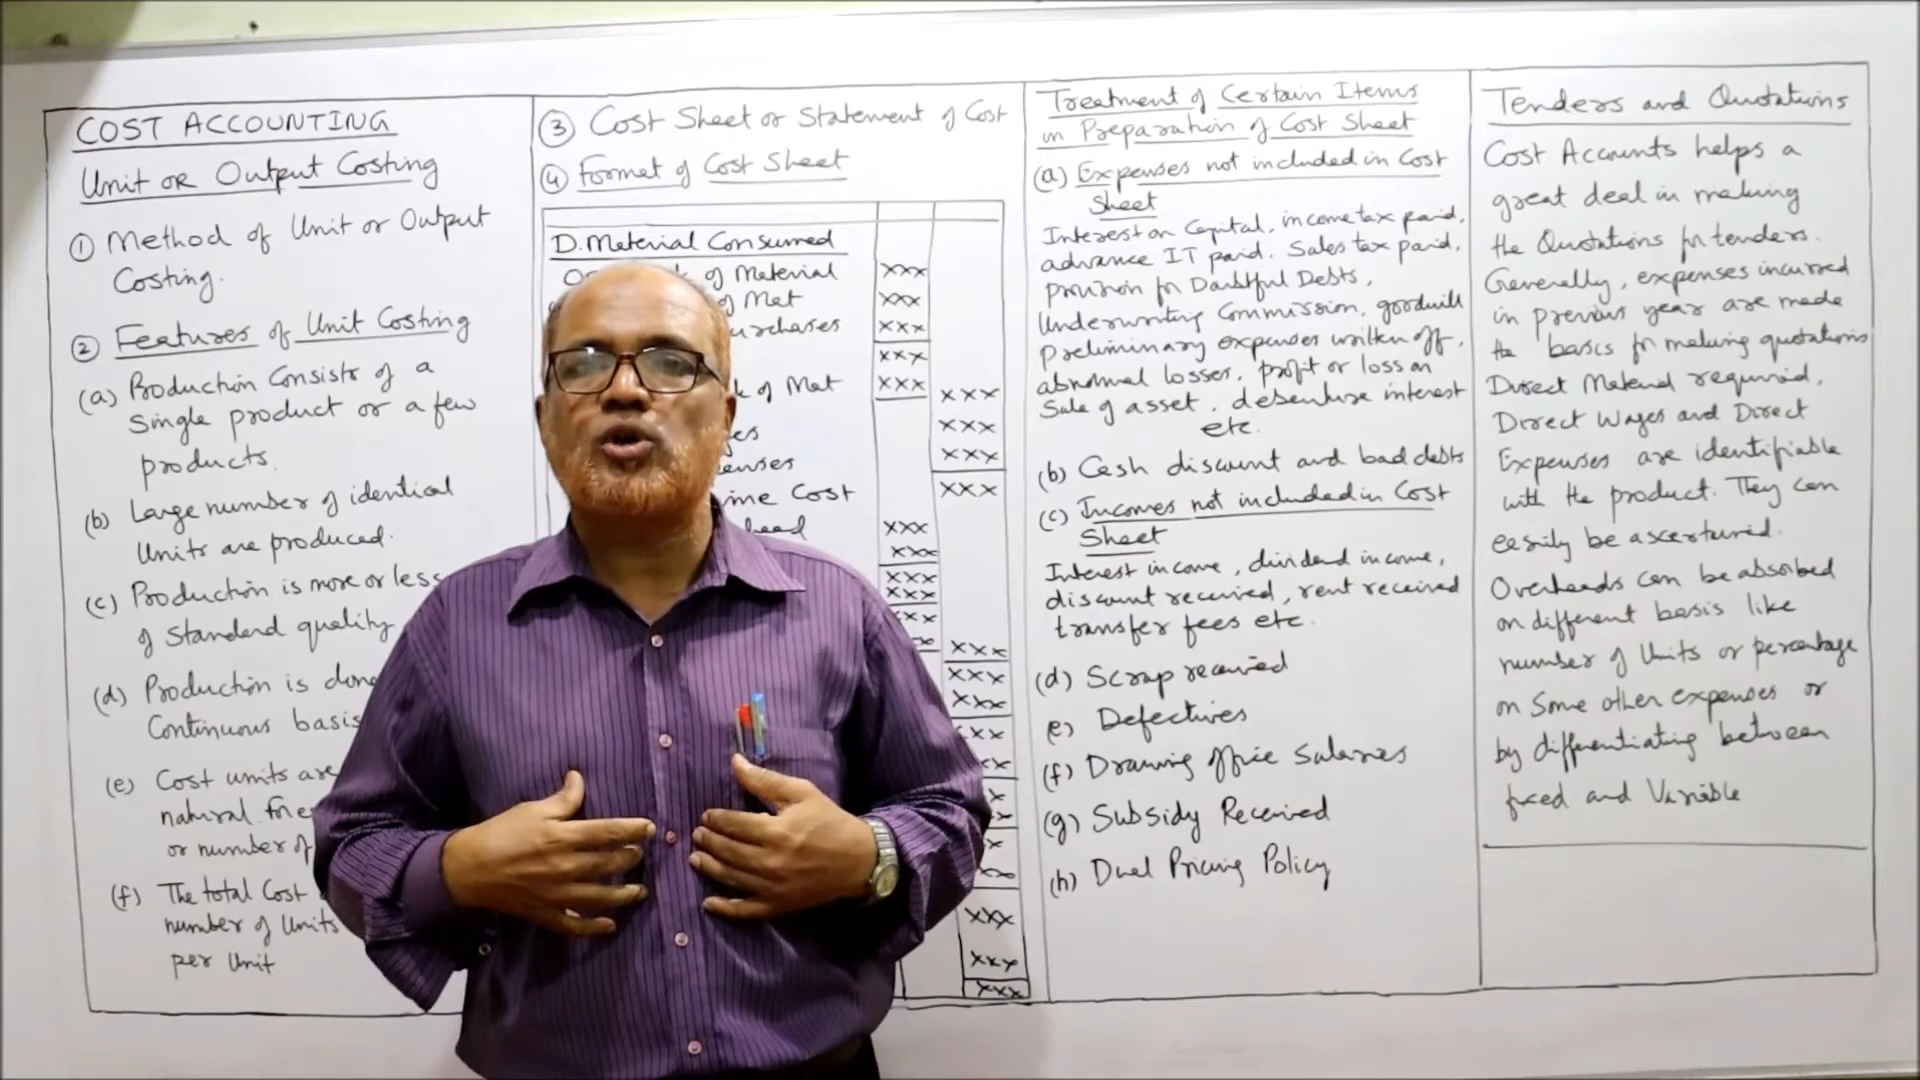 COST ACCOUNTING
Unit or Output Costing
① Method of Unit or Output
Costing.
② Features of Unit Costing
(a) Production Consists of a
Single product or a few
products.
(b) Large number of identical
Units are produced.
(c) Production is more or less
of Standard quality
(d) Production is done
Continuous basis
(e) Cost units are
natural
or number of
(f) The total Cost
number of Units
per Unit
③ Cost Sheet or Statement of Cost
④ Format of Cost Sheet
D. Material Consumed
of Material xxx
of Mat xxx
urchases xxx
xxx
of Mat xxx xxx
es xxx
enses xxx
ime Cost xxx
head xxx
xxx
xxx
xxx
xxx
xxx
xxx
xxx
xxx
xxx
xxx
xxx
Treatment of Certain Items
in Preparation of Cost Sheet
(a) Expenses not included in Cost
Sheet
Interest on Capital, income tax paid,
advance IT paid. Sales tax paid,
provision for Doubtful Debts,
Underwriting Commission, goodwill
preliminary expenses written off,
abnormal losses, profit or loss on
Sale of asset, debenture interest
etc.
(b) Cash discount and bad debts
(c) Incomes not included in Cost
Sheet
Interest income, dividend income,
discount received, rent received
transfer fees etc.
(d) Scrap received
(e) Defectives
(f) Drawing office Salaries
(g) Subsidy Received
(h) Dual Pricing Policy
Tenders and Quotations
Cost Accounts helps a
great deal in making
the Quotations for tenders.
Generally, expenses incurred
in previous year are made
the basis for making quotations
Direct Material required,
Direct Wages and Direct
Expenses are identifiable
with the product. They can
easily be ascertained.
Overheads can be absorbed
on different basis like
number of Units or percentage
on Some other expenses or
by differentiating between
fixed and Variable